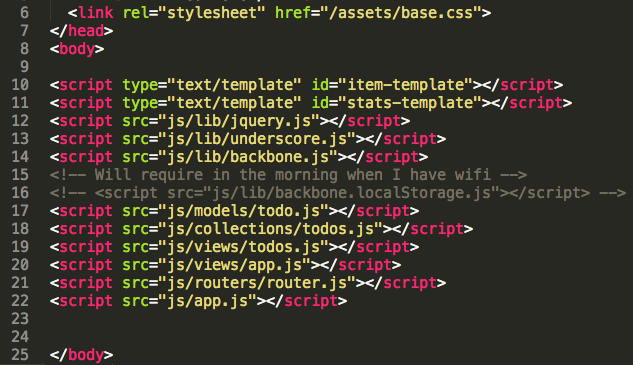 6 <link rel="stylesheet" href="/assets/base.css">
7 </head>
8 <body>
9
10 <script type="text/template" id="item-template"></script>
11 <script type="text/template" id="stats-template"></script>
12 <script src="js/lib/jquery.js"></script>
13 <script src="js/lib/underscore.js"></script>
14 <script src="js/lib/backbone.js"></script>
15 <!-- Will require in the morning when I have wifi -->
16 <!-- <script src="js/lib/backbone.localStorage.js"></script> -->
17 <script src="js/models/todo.js"></script>
18 <script src="js/collections/todos.js"></script>
19 <script src="js/views/todos.js"></script>
20 <script src="js/views/app.js"></script>
21 <script src="js/routers/router.js"></script>
22 <script src="js/app.js"></script>
23
24
25 </body>